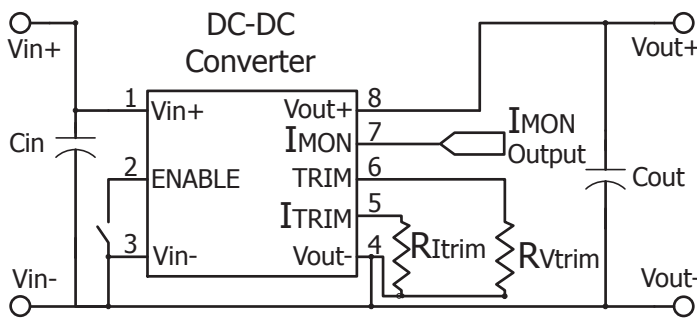 DC-DC
Converter
Vin+
Vout+
1
Vin+
Vout+
8
IMON
7
IMON
Output
Cin
2
ENABLE
TRIM
6
Cout
ITRIM
5
3
Vin-
Vout-
4
RItrim
RVtrim
Vin-
Vout-